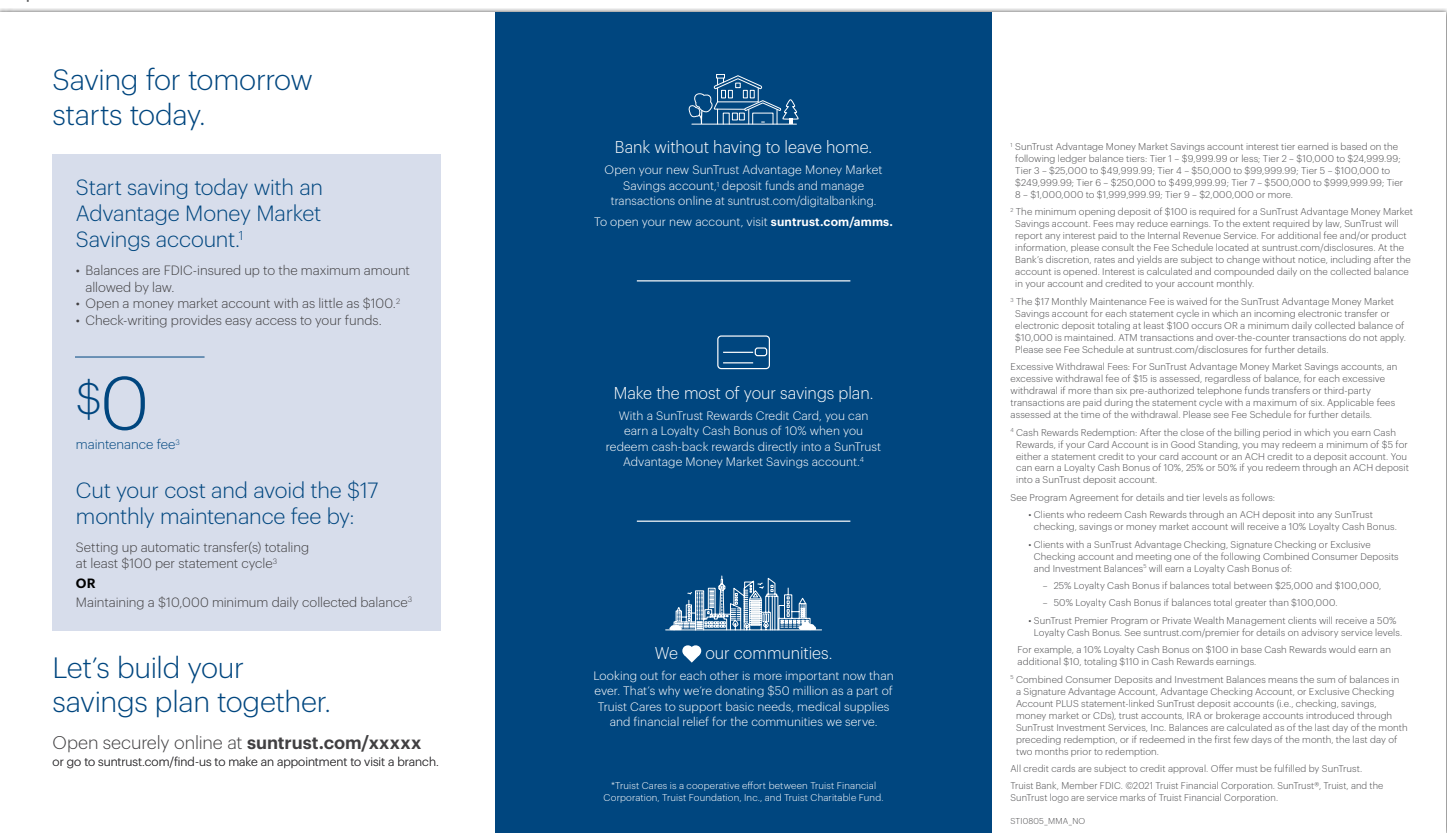 Saving for tomorrow
starts today.
Start saving today with an
Advantage Money Market
Savings account.¹
• Balances are FDIC-insured up to the maximum amount
allowed by law.
• Open a money market account with as little as $100.²
• Check-writing provides easy access to your funds.
$0
maintenance fee³
Cut your cost and avoid the $17
monthly maintenance fee by:
Setting up automatic transfer(s) totaling
at least $100 per statement cycle³
OR
Maintaining a $10,000 minimum daily collected balance³
Let's build your
savings plan together.
Open securely online at suntrust.com/xxxxx
or go to suntrust.com/find-us to make an appointment to visit a branch.
Bank without having to leave home.
Open your new SunTrust Advantage Money Market
Savings account,¹ deposit funds and manage
transactions online at suntrust.com/digitalbanking.
To open your new account, visit suntrust.com/amms.
Make the most of your savings plan.
With a SunTrust Rewards Credit Card, you can
earn a Loyalty Cash Bonus of 10% when you
redeem cash-back rewards directly into a SunTrust
Advantage Money Market Savings account.⁴
We ♥ our communities.
Looking out for each other is more important now than
ever. That's why we're donating $50 million as a part of
Truist Cares to support basic needs, medical supplies
and financial relief for the communities we serve.
*Truist Cares is a cooperative effort between Truist Financial
Corporation, Truist Foundation, Inc., and Truist Charitable Fund.
¹ SunTrust Advantage Money Market Savings account interest tier earned is based on the
following ledger balance tiers: Tier 1 – $9,999.99 or less; Tier 2 – $10,000 to $24,999.99;
Tier 3 – $25,000 to $49,999.99; Tier 4 – $50,000 to $99,999.99; Tier 5 – $100,000 to
$249,999.99; Tier 6 – $250,000 to $499,999.99; Tier 7 – $500,000 to $999,999.99; Tier
8 – $1,000,000 to $1,999,999.99; Tier 9 – $2,000,000 or more.
² The minimum opening deposit of $100 is required for a SunTrust Advantage Money Market
Savings account. Fees may reduce earnings. To the extent required by law, SunTrust will
report any interest paid to the Internal Revenue Service. For additional fee and/or product
information, please consult the Fee Schedule located at suntrust.com/disclosures. At the
Bank's discretion, rates and yields are subject to change without notice, including after the
account is opened. Interest is calculated and compounded daily on the collected balance
in your account and credited to your account monthly.
³ The $17 Monthly Maintenance Fee is waived for the SunTrust Advantage Money Market
Savings account for each statement cycle in which an incoming electronic transfer or
electronic deposit totaling at least $100 occurs OR a minimum daily collected balance of
$10,000 is maintained. ATM transactions and over-the-counter transactions do not apply.
Please see Fee Schedule at suntrust.com/disclosures for further details.
Excessive Withdrawal Fees: For SunTrust Advantage Money Market Savings accounts, an
excessive withdrawal fee of $15 is assessed, regardless of balance, for each excessive
withdrawal if more than six pre-authorized telephone funds transfers or third-party
transactions are paid during the statement cycle with a maximum of six. Applicable fees
assessed at the time of the withdrawal. Please see Fee Schedule for further details.
⁴ Cash Rewards Redemption: After the close of the billing period in which you earn Cash
Rewards, if your Card Account is in Good Standing, you may redeem a minimum of $5 for
either a statement credit to your card account or an ACH credit to a deposit account. You
can earn a Loyalty Cash Bonus of 10%, 25% or 50% if you redeem through an ACH deposit
into a SunTrust deposit account.
See Program Agreement for details and tier levels as follows:
• Clients who redeem Cash Rewards through an ACH deposit into any SunTrust
checking, savings or money market account will receive a 10% Loyalty Cash Bonus.
• Clients with a SunTrust Advantage Checking, Signature Checking or Exclusive
Checking account and meeting one of the following Combined Consumer Deposits
and Investment Balances⁵ will earn a Loyalty Cash Bonus of:
– 25% Loyalty Cash Bonus if balances total between $25,000 and $100,000,
– 50% Loyalty Cash Bonus if balances total greater than $100,000.
• SunTrust Premier Program or Private Wealth Management clients will receive a 50%
Loyalty Cash Bonus. See suntrust.com/premier for details on advisory service levels.
For example, a 10% Loyalty Cash Bonus on $100 in base Cash Rewards would earn an
additional $10, totaling $110 in Cash Rewards earnings.
⁵ Combined Consumer Deposits and Investment Balances means the sum of balances in
a Signature Advantage Account, Advantage Checking Account, or Exclusive Checking
Account PLUS statement-linked SunTrust deposit accounts (i.e., checking, savings,
money market or CDs), trust accounts, IRA or brokerage accounts introduced through
SunTrust Investment Services, Inc. Balances are calculated as of the last day of the month
preceding redemption, or if redeemed in the first few days of the month, the last day of
two months prior to redemption.
All credit cards are subject to credit approval. Offer must be fulfilled by SunTrust.
Truist Bank, Member FDIC. ©2021 Truist Financial Corporation. SunTrust®, Truist, and the
SunTrust logo are service marks of Truist Financial Corporation.
STI0805_MMA_NO